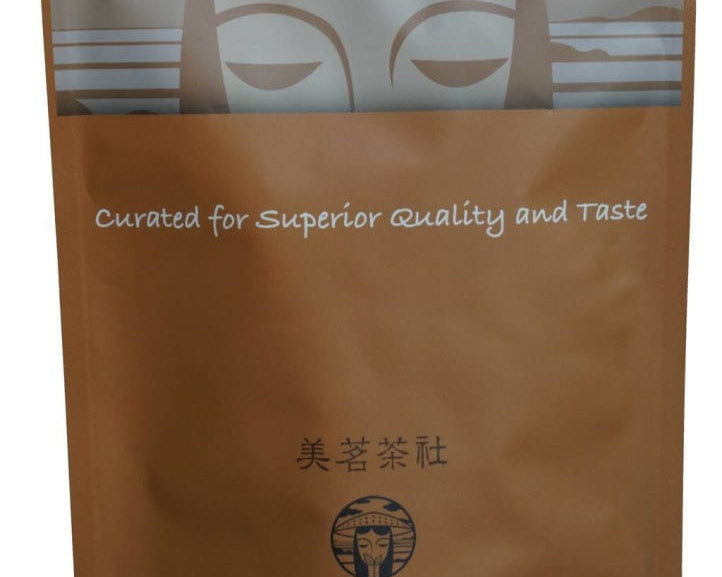 Curated for Superior Quality and Taste
美茗茶社